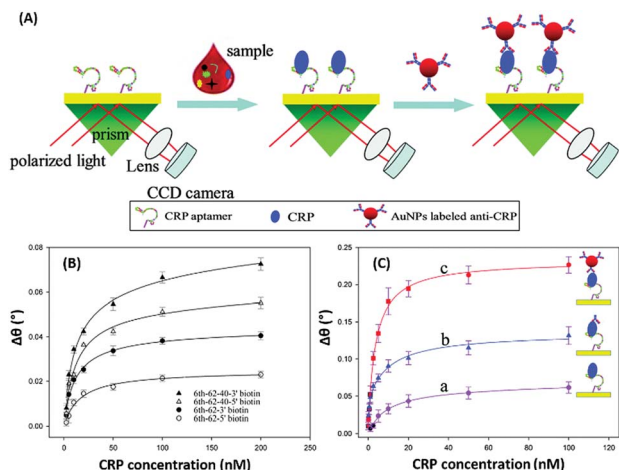 (A)
sample
prism
polarized light
Lens
CCD camera
CRP aptamer
CRP
AuNPs labeled anti-CRP
(B)
Δθ (°)
0.08
0.06
0.04
0.02
0.00
6th-62-40-3' biotin
6th-62-40-5' biotin
6th-62-3' biotin
6th-62-5' biotin
0 50 100 150 200 250
CRP concentration (nM)
(C)
Δθ (°)
0.25
0.20
0.15
0.10
0.05
0.00
c
b
a
0 20 40 60 80 100 120
CRP concentration (nM)